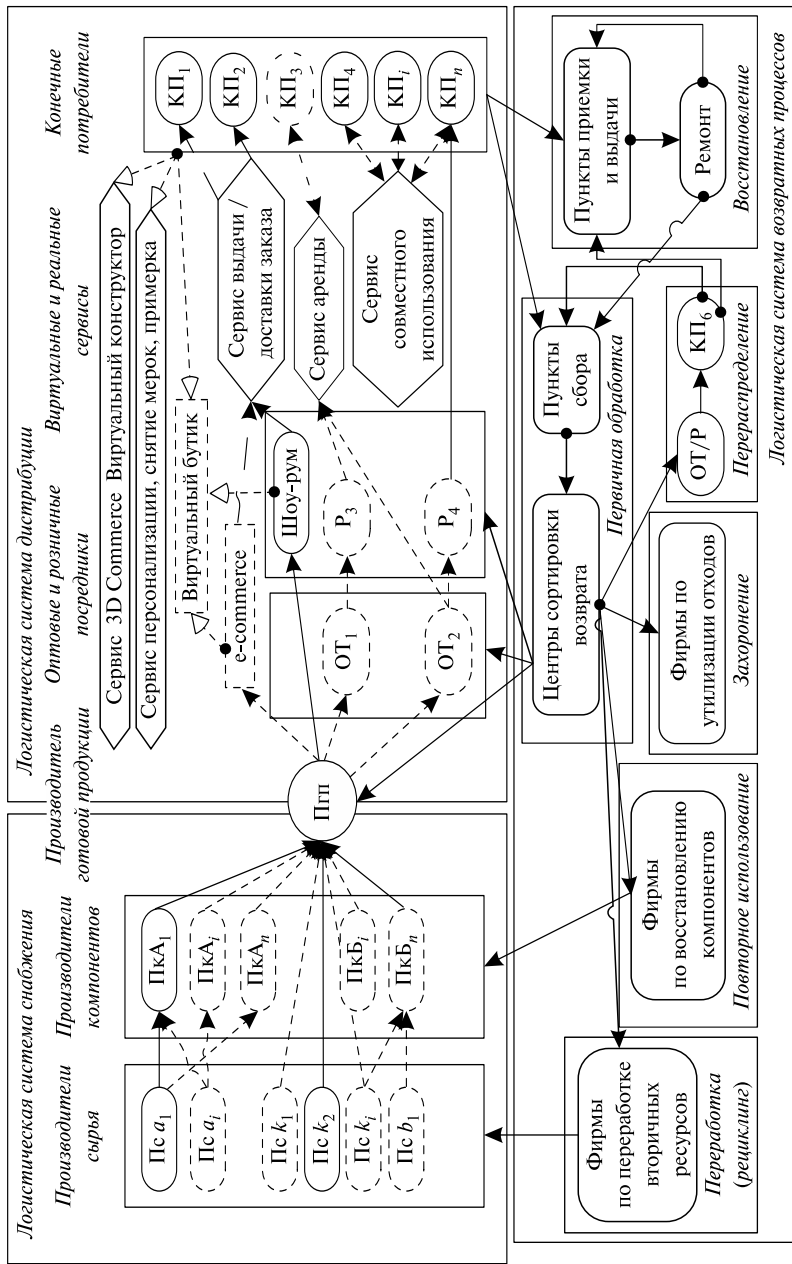 Логистическая система снабжения
Логистическая система дистрибуции
Производители
сырья
Производители
компонентов
Производитель
готовой продукции
Оптовые и розничные
посредники
Виртуальные и реальные
сервисы
Конечные
потребители
Сервис 3D Commerce Виртуальный конструктор
Сервис персонализации, снятие мерок, примерка
Виртуальный бутик
e-commerce
Шоу-рум
Сервис выдачи /
доставки заказа
Сервис аренды
Сервис
совместного
использования
Пс a1
Пс ai
Пс k1
Пс k2
Пс ki
Пс b1
ПкА1
ПкАi
ПкАn
ПкБi
ПкБn
Пгп
ОТ1
ОТ2
Р3
Р4
КП1
КП2
КП3
КП4
КПi
КПn
Фирмы
по переработке
вторичных
ресурсов
Переработка
(рециклинг)
Фирмы
по восстановлению
компонентов
Повторное использование
Фирмы по
утилизации отходов
Захоронение
Центры сортировки
возврата
Пункты
сбора
Первичная обработка
ОТ/Р
КП6
Перераспределение
Пункты приемки
и выдачи
Ремонт
Восстановление
Логистическая система возвратных процессов